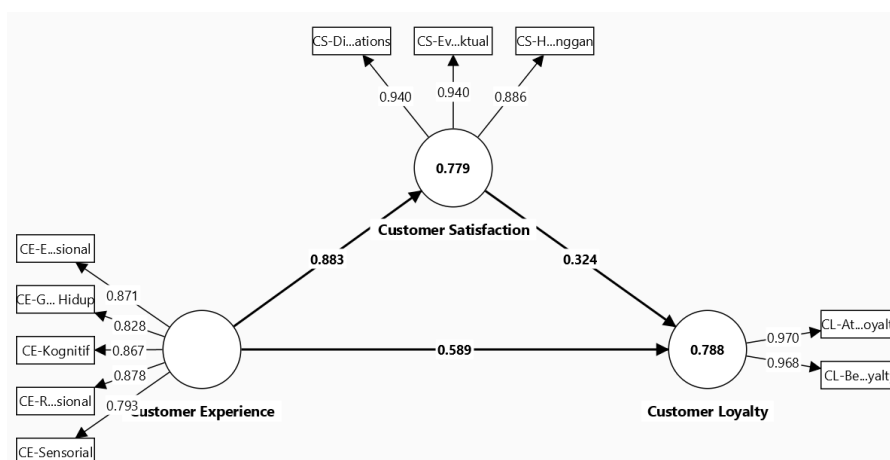 CS-Di...ations CS-Ev...ktual CS-H...nggan
0.940 0.940 0.886
0.779
Customer Satisfaction
0.883 0.324
CE-E...sional
0.871
CE-G... Hidup
0.828
CE-Kognitif
0.867
0.878
CE-R...sional
0.793
CE-Sensorial
Customer Experience
0.589
0.788
Customer Loyalty
CL-At...oyalt
0.970
0.968
CL-Be...yalt